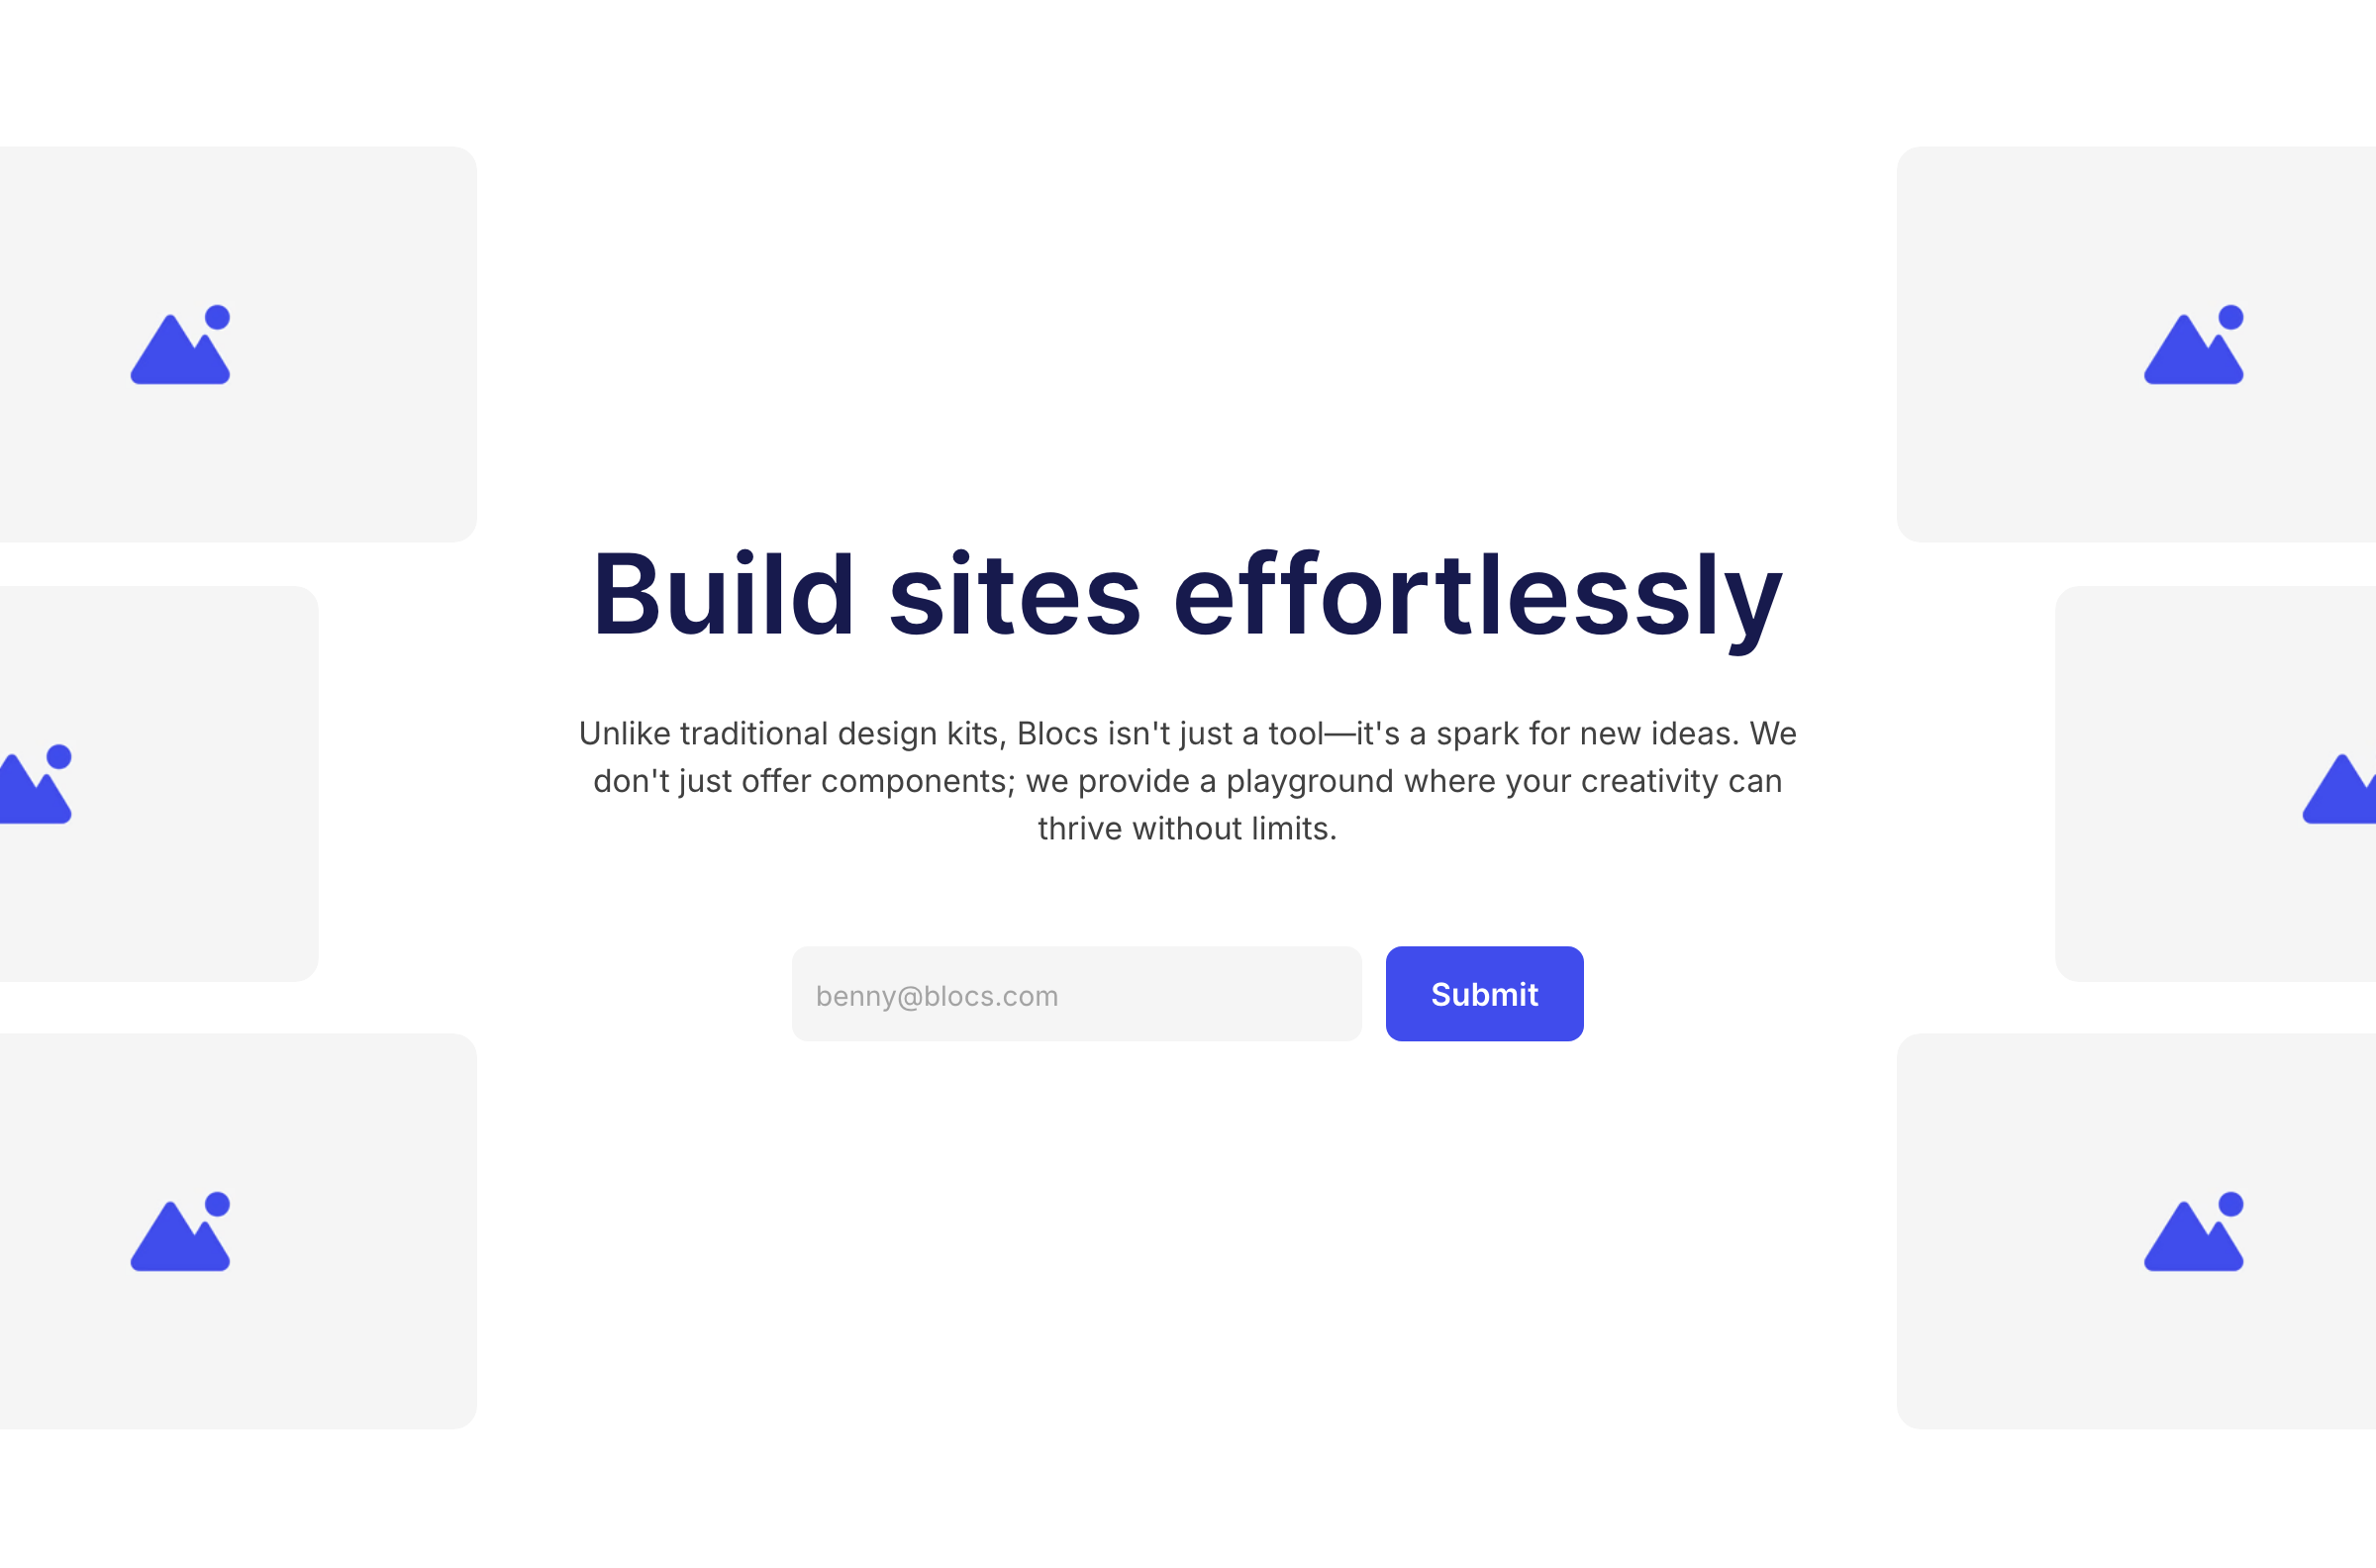 Build sites effortlessly
Unlike traditional design kits, Blocs isn't just a tool—it's a spark for new ideas. We
don't just offer components; we provide a playground where your creativity can
thrive without limits.
benny@blocs.com
Submit